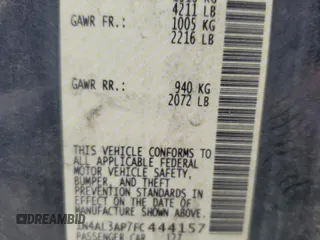 4211 LB
GAWR FR.: 1005 KG
2216 LB
GAWR RR.: 940 KG
2072 LB
THIS VEHICLE CONFORMS TO
ALL APPLICABLE FEDERAL
MOTOR VEHICLE SAFETY,
BUMPER, AND THEFT
PREVENTION STANDARDS IN
EFFECT ON THE DATE OF
MANUFACTURE SHOWN ABOVE.
1N4AL3AP7FC444157
PASSENGER CAR 127
DREAMBID